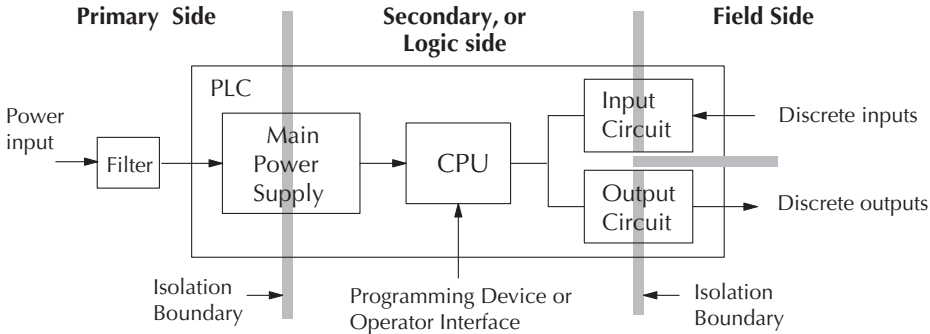 Primary Side
Secondary, or
Logic side
Field Side
PLC
Power
input
Filter
Main
Power
Supply
CPU
Input
Circuit
Discrete inputs
Output
Circuit
Discrete outputs
Isolation
Boundary
Programming Device or
Operator Interface
Isolation
Boundary